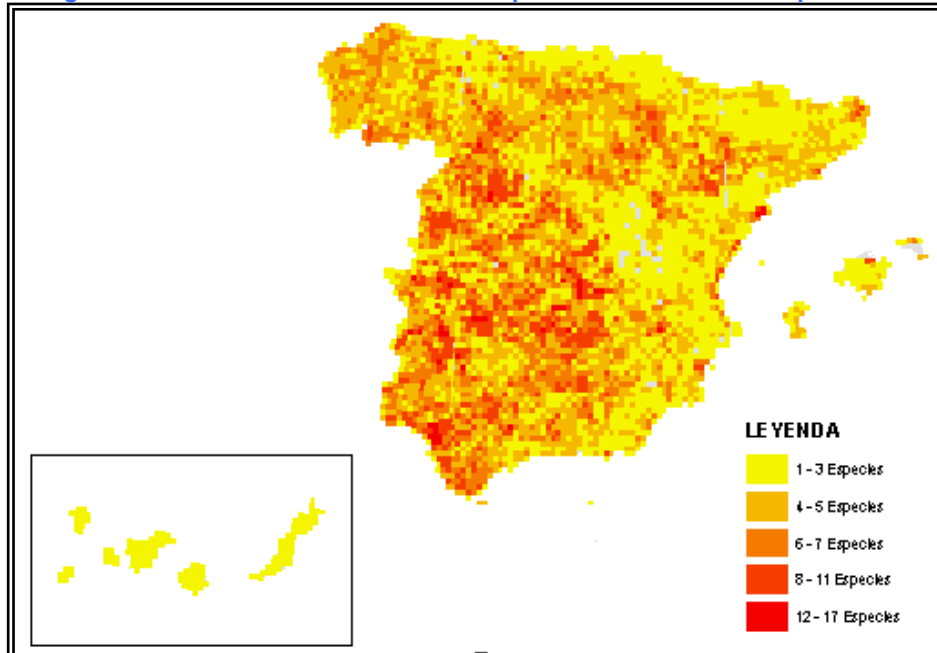 LEYENDA
1 - 3 Especies
4 - 5 Especies
6 - 7 Especies
8 - 11 Especies
12 - 17 Especies